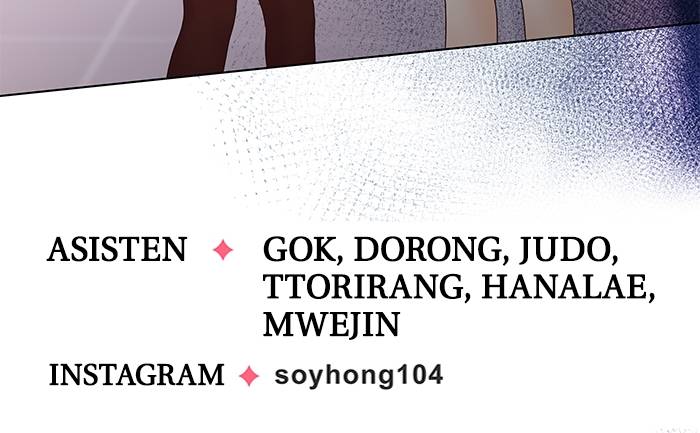 ASISTEN ✦ GOK, DORONG, JUDO,
TTORIRANG, HANALAE,
MWEJIN
INSTAGRAM ✦ soyhong104